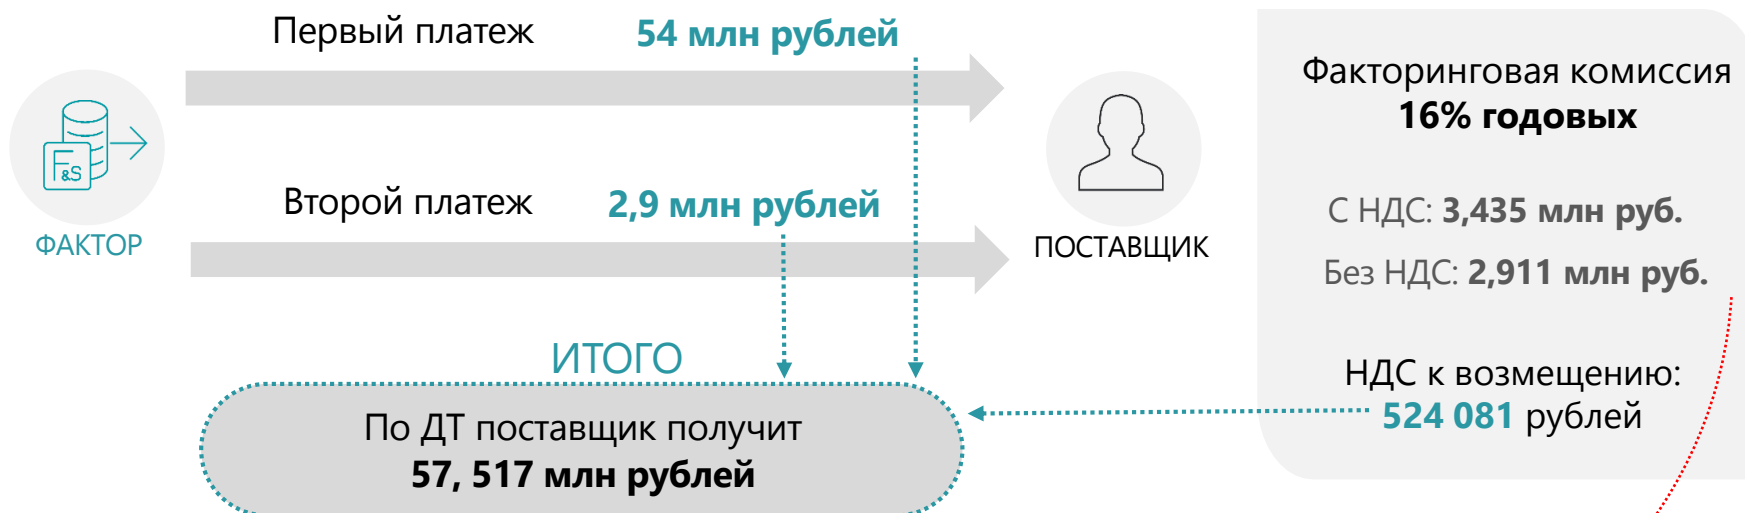 Первый платеж
54 млн рублей
F&S
ФАКТОР
Второй платеж
2,9 млн рублей
ПОСТАВЩИК
ИТОГО
По ДТ поставщик получит
57, 517 млн рублей
Факторинговая комиссия
16% годовых
С НДС: 3,435 млн руб.
Без НДС: 2,911 млн руб.
НДС к возмещению:
524 081 рублей